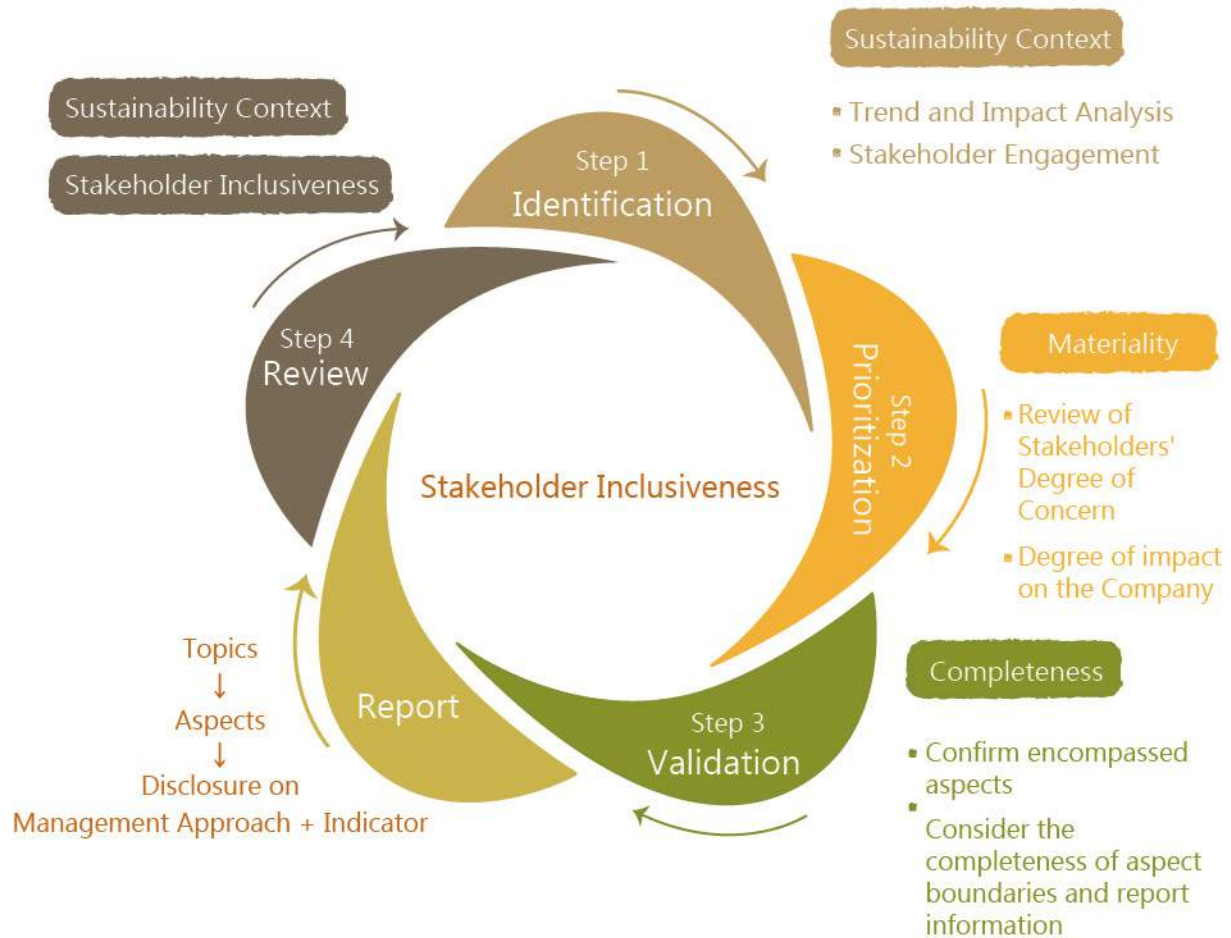 Sustainability Context
▪ Trend and Impact Analysis
▪ Stakeholder Engagement
Sustainability Context
Stakeholder Inclusiveness
Step 1
Identification
Step 2
Prioritization
Materiality
▪ Review of
Stakeholders'
Degree of
Concern
▪ Degree of impact
on the Company
Step 4
Review
Stakeholder Inclusiveness
Completeness
▪ Confirm encompassed
aspects
▪ Consider the
completeness of aspect
boundaries and report
information
Step 3
Validation
Report
Topics
↓
Aspects
↓
Disclosure on
Management Approach + Indicator